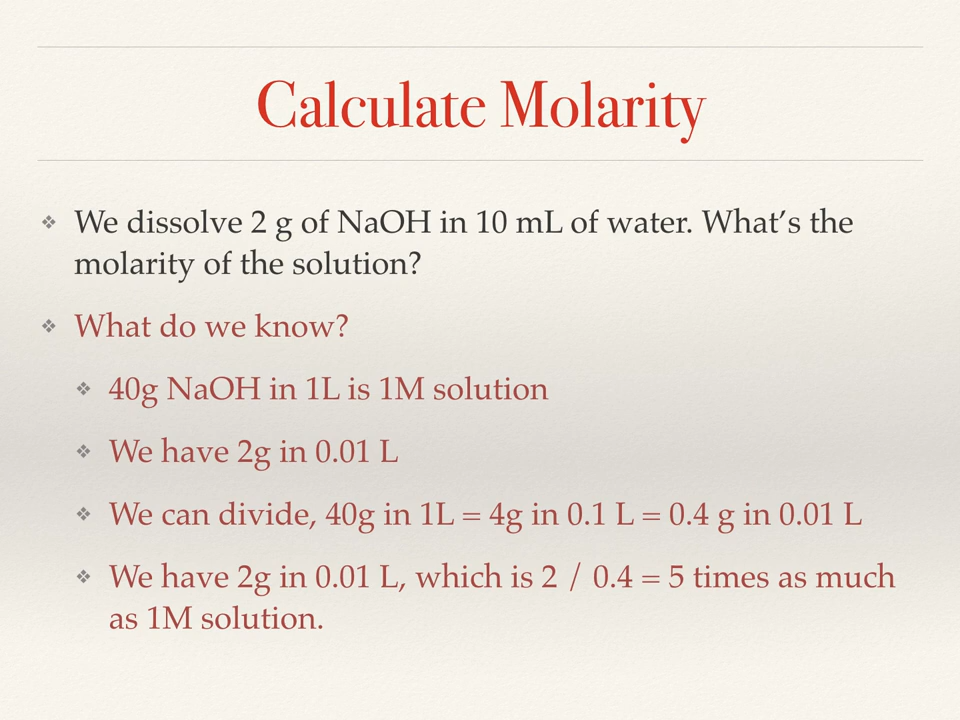 Calculate Molarity
We dissolve 2 g of NaOH in 10 mL of water. What’s the
molarity of the solution?
What do we know?
40g NaOH in 1L is 1M solution
We have 2g in 0.01 L
We can divide, 40g in 1L = 4g in 0.1 L = 0.4 g in 0.01 L
We have 2g in 0.01 L, which is 2 / 0.4 = 5 times as much
as 1M solution.